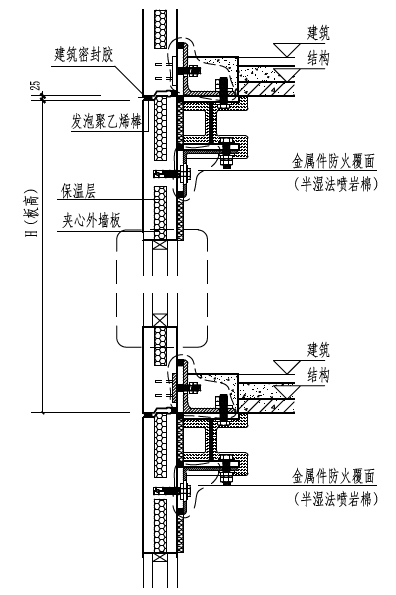 建筑
结构
建筑密封胶
25
发泡聚乙烯棒
金属件防火覆面
(半湿法喷岩棉)
保温层
H(板高)
夹心外墙板
建筑
结构
金属件防火覆面
(半湿法喷岩棉)